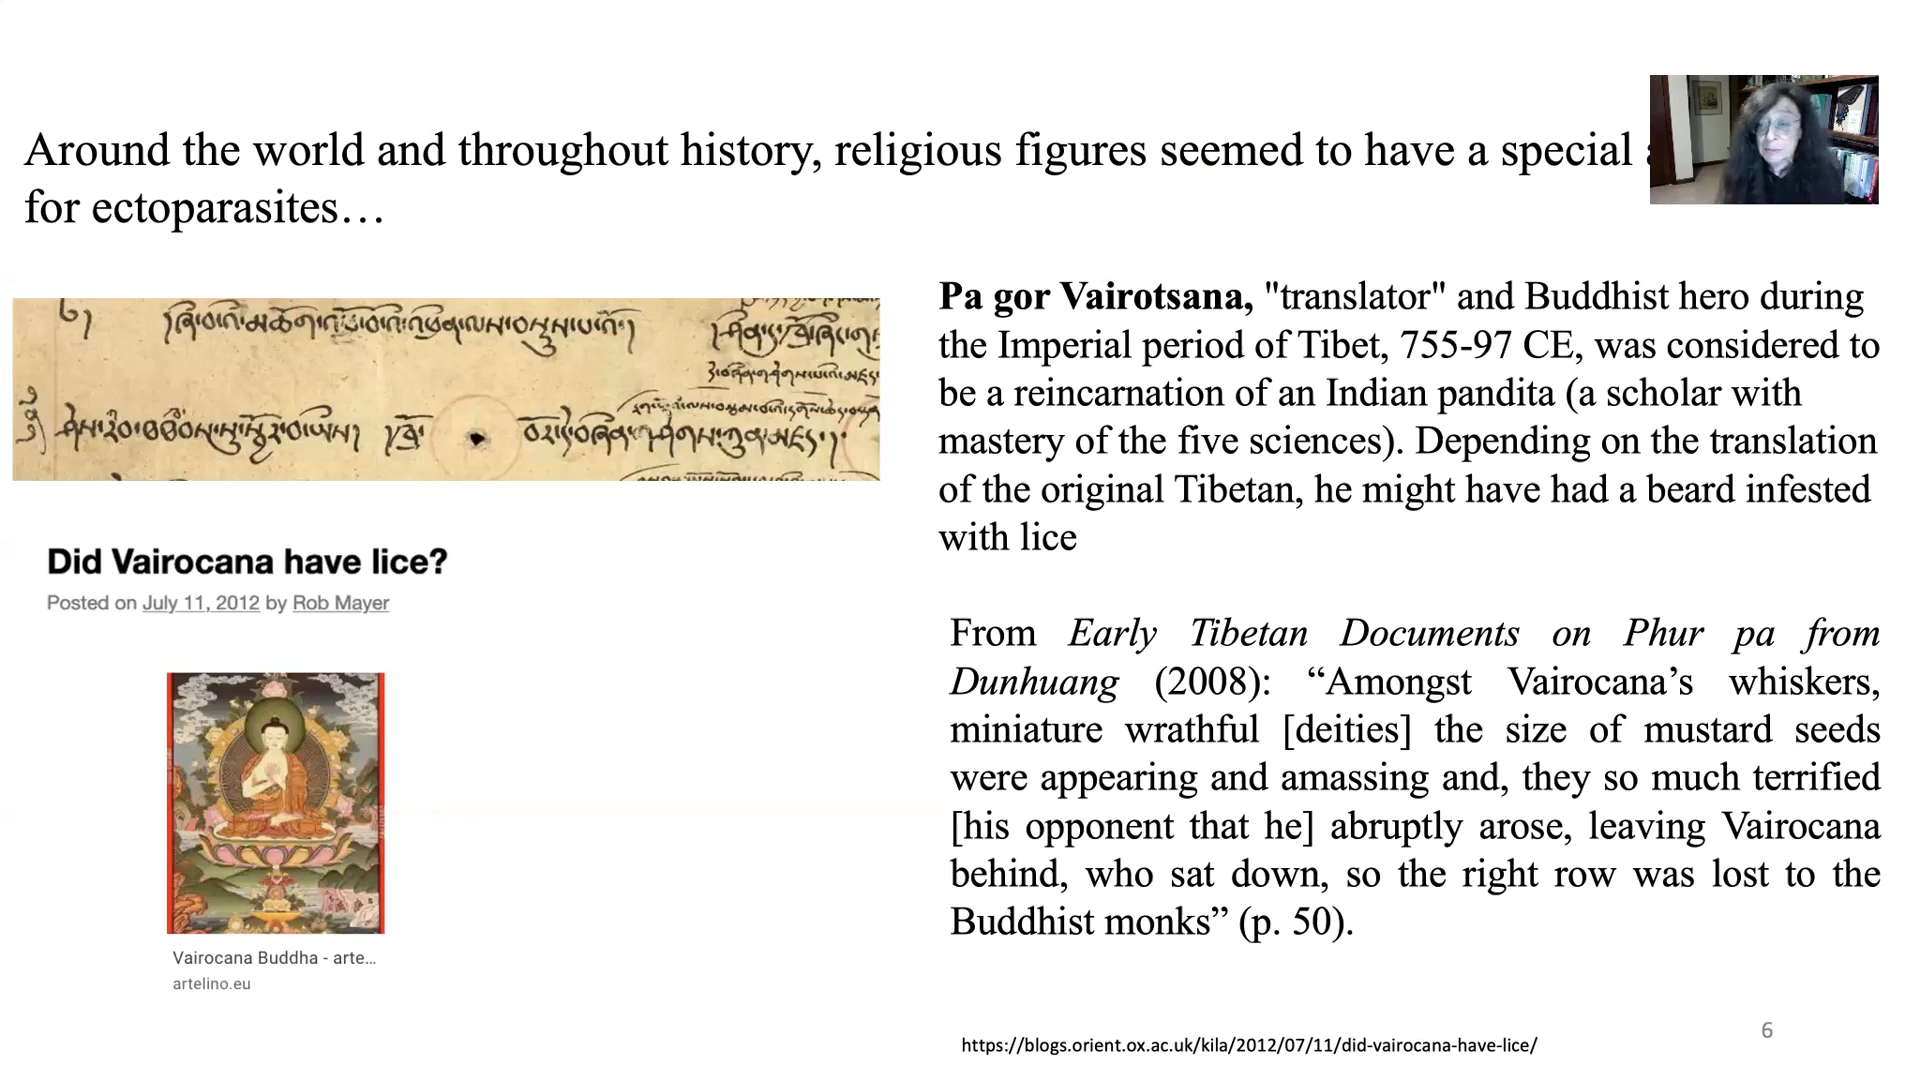 Around the world and throughout history, religious figures seemed to have a special
for ectoparasites…
Did Vairocana have lice?
Posted on July 11, 2012 by Rob Mayer
Vairocana Buddha - arte...
artelino.eu
Pa gor Vairotsana, "translator" and Buddhist hero during
the Imperial period of Tibet, 755-97 CE, was considered to
be a reincarnation of an Indian pandita (a scholar with
mastery of the five sciences). Depending on the translation
of the original Tibetan, he might have had a beard infested
with lice
From Early Tibetan Documents on Phur pa from
Dunhuang (2008): “Amongst Vairocana’s whiskers,
miniature wrathful [deities] the size of mustard seeds
were appearing and amassing and, they so much terrified
[his opponent that he] abruptly arose, leaving Vairocana
behind, who sat down, so the right row was lost to the
Buddhist monks” (p. 50).
https://blogs.orient.ox.ac.uk/kila/2012/07/11/did-vairocana-have-lice/
6